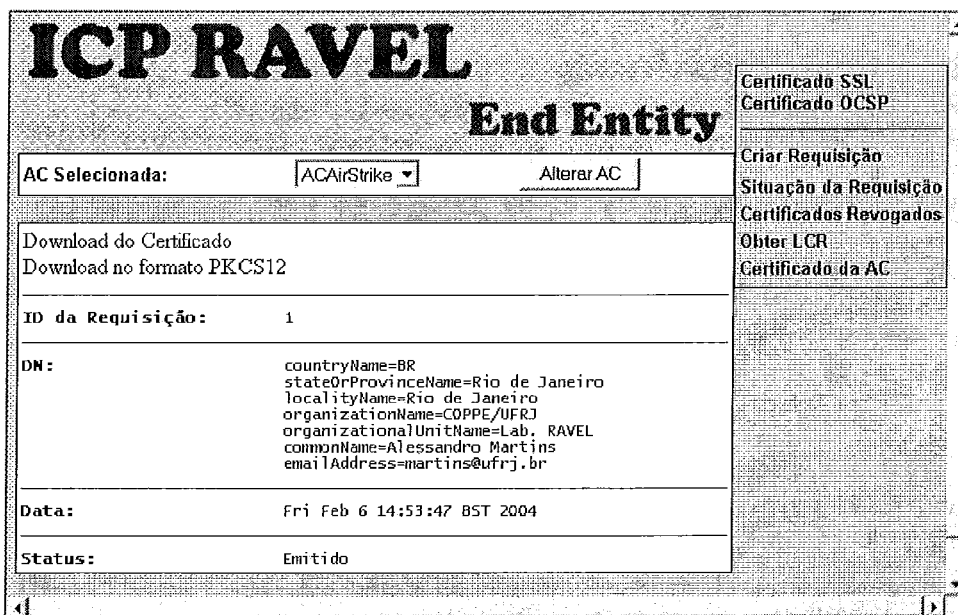 ICP RAVEL
End Entity
AC Selecionada: ACAirStrike Alterar AC
Download do Certificado
Download no formato PKCS12
ID da Requisição: 1
DN: countryName=BR
stateOrProvinceName=Rio de Janeiro
localityName=Rio de Janeiro
organizationName=COPPE/UFRJ
organizationalUnitName=Lab. RAVEL
commonName=Alessandro Martins
emailAddress=martins@ufrj.br
Data: Fri Feb 6 14:53:47 BST 2004
Status: Emitido
Certificado SSL
Certificado OCSP
Criar Requisição
Situação da Requisição
Certificados Revogados
Obter LCR
Certificado da AC